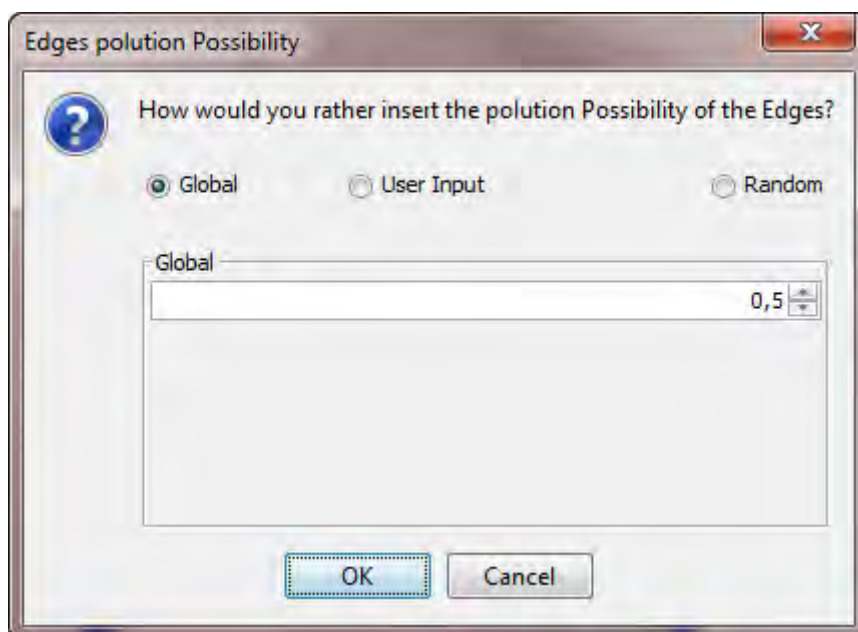 Edges polution Possibility
How would you rather insert the polution Possibility of the Edges?
Global User Input Random
Global
0,5
OK Cancel